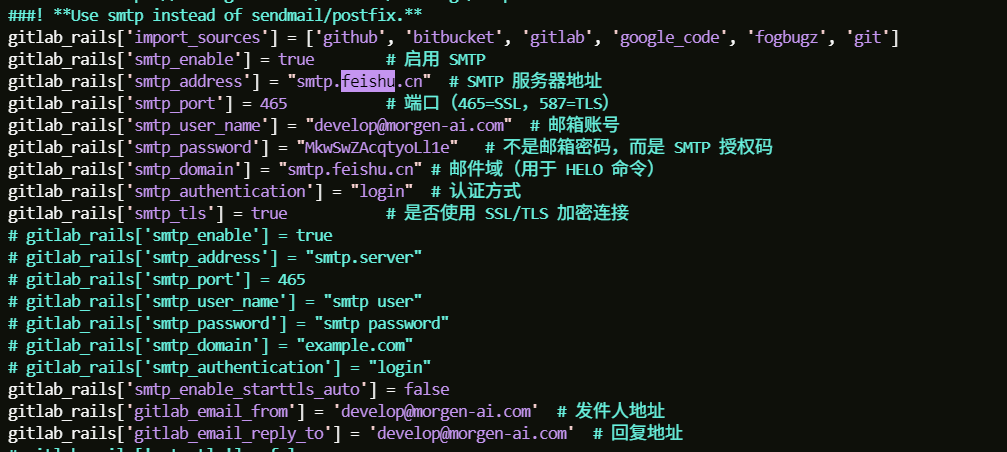 ###! **Use smtp instead of sendmail/postfix.**
gitlab_rails['import_sources'] = ['github', 'bitbucket', 'gitlab', 'google_code', 'fogbugz', 'git']
gitlab_rails['smtp_enable'] = true # 启用 SMTP
gitlab_rails['smtp_address'] = "smtp.feishu.cn" # SMTP 服务器地址
gitlab_rails['smtp_port'] = 465 # 端口（465=SSL，587=TLS）
gitlab_rails['smtp_user_name'] = "develop@morgen-ai.com" # 邮箱账号
gitlab_rails['smtp_password'] = "MkwSwZAcqtyoLl1e" # 不是邮箱密码，而是 SMTP 授权码
gitlab_rails['smtp_domain'] = "smtp.feishu.cn" # 邮件域（用于 HELO 命令）
gitlab_rails['smtp_authentication'] = "login" # 认证方式
gitlab_rails['smtp_tls'] = true # 是否使用 SSL/TLS 加密连接
# gitlab_rails['smtp_enable'] = true
# gitlab_rails['smtp_address'] = "smtp.server"
# gitlab_rails['smtp_port'] = 465
# gitlab_rails['smtp_user_name'] = "smtp user"
# gitlab_rails['smtp_password'] = "smtp password"
# gitlab_rails['smtp_domain'] = "example.com"
# gitlab_rails['smtp_authentication'] = "login"
gitlab_rails['smtp_enable_starttls_auto'] = false
gitlab_rails['gitlab_email_from'] = 'develop@morgen-ai.com' # 发件人地址
gitlab_rails['gitlab_email_reply_to'] = 'develop@morgen-ai.com' # 回复地址